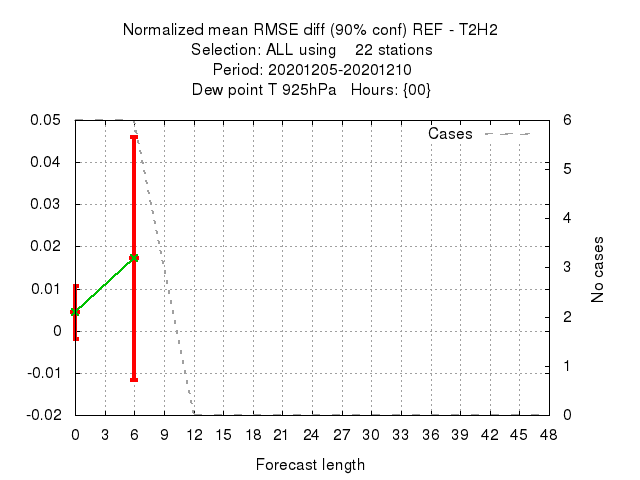 Normalized mean RMSE diff (90% conf) REF - T2H2
Selection: ALL using    22 stations
Period: 20201205-20201210
Dew point T 925hPa   Hours: {00}
Cases
0.05
0.04
0.03
0.02
0.01
0
-0.01
-0.02
6
5
4
3
2
1
0
No cases
0 3 6 9 12 15 18 21 24 27 30 33 36 39 42 45 48
Forecast length